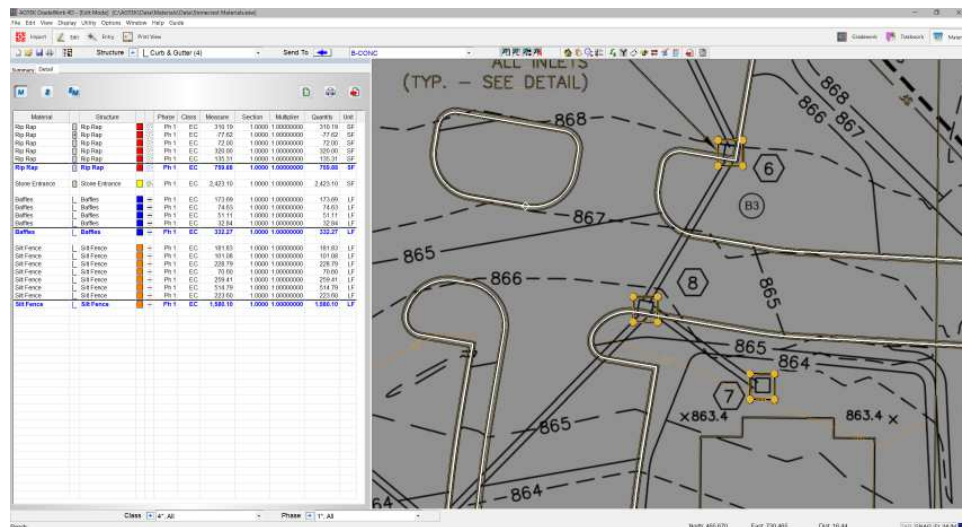 AGTEK Gradework 4D - [Edit Mode]
File Edit View Display Utility Options Window Help Guide
Import Edit Entry Print View Gradework Trackwork
Structure Curb & Gutter (4) Send To B-CONC
Summary Detail
Material Structure Phase Class Measure Section Multiplier Quantity Unit
Rip Rap Rip Rap Ph 1 EC 310.19 1.0000 1.00000000 310.19 SF
Rip Rap Rip Rap Ph 1 EC -77.62 1.0000 1.00000000 -77.62 SF
Rip Rap Rip Rap Ph 1 EC 72.00 1.0000 1.00000000 72.00 SF
Rip Rap Rip Rap Ph 1 EC 320.00 1.0000 1.00000000 320.00 SF
Rip Rap Rip Rap Ph 1 EC 135.31 1.0000 1.00000000 135.31 SF
Rip Rap Rip Rap Ph 1 EC 759.88 1.0000 1.00000000 759.88 SF
Stone Entrance Stone Entrance Ph 1 EC 2,423.10 1.0000 1.00000000 2,423.10 SF
Baffles Baffles Ph 1 EC 173.69 1.0000 1.00000000 173.69 LF
Baffles Baffles Ph 1 EC 74.63 1.0000 1.00000000 74.63 LF
Baffles Baffles Ph 1 EC 51.11 1.0000 1.00000000 51.11 LF
Baffles Baffles Ph 1 EC 32.84 1.0000 1.00000000 32.84 LF
Baffles Baffles Ph 1 EC 332.27 1.0000 1.00000000 332.27 LF
Silt Fence Silt Fence Ph 1 EC 181.83 1.0000 1.00000000 181.83 LF
Silt Fence Silt Fence Ph 1 EC 101.08 1.0000 1.00000000 101.08 LF
Silt Fence Silt Fence Ph 1 EC 228.79 1.0000 1.00000000 228.79 LF
Silt Fence Silt Fence Ph 1 EC 70.60 1.0000 1.00000000 70.60 LF
Silt Fence Silt Fence Ph 1 EC 259.41 1.0000 1.00000000 259.41 LF
Silt Fence Silt Fence Ph 1 EC 514.79 1.0000 1.00000000 514.79 LF
Silt Fence Silt Fence Ph 1 EC 223.60 1.0000 1.00000000 223.60 LF
Silt Fence Silt Fence Ph 1 EC 1,580.10 1.0000 1.00000000 1,580.10 LF
ALL INLETS
(TYP. – SEE DETAIL)
868
868
866
866
867
6
B3
867
865
866
8
865
865
864
7
×863.4
863.4 ×
865
864
64
Class 4*: All Phase 1*: All